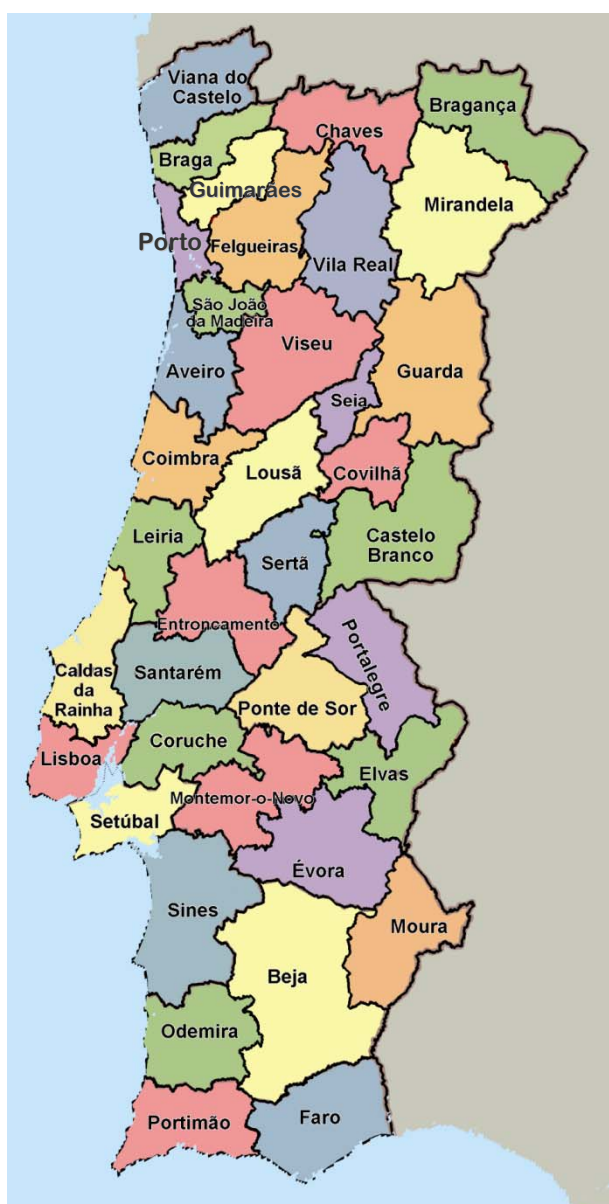 Viana do
Castelo
Bragança
Chaves
Braga
Guimarães
Mirandela
Porto
Felgueiras
Vila Real
São João
da Madeira
Viseu
Aveiro
Guarda
Seia
Coimbra
Lousã
Covilhã
Leiria
Castelo
Branco
Sertã
Entroncamento
Portalegre
Caldas
da
Rainha
Santarém
Ponte de Sor
Coruche
Lisboa
Elvas
Montemor-o-Novo
Setúbal
Évora
Sines
Moura
Beja
Odemira
Portimão
Faro